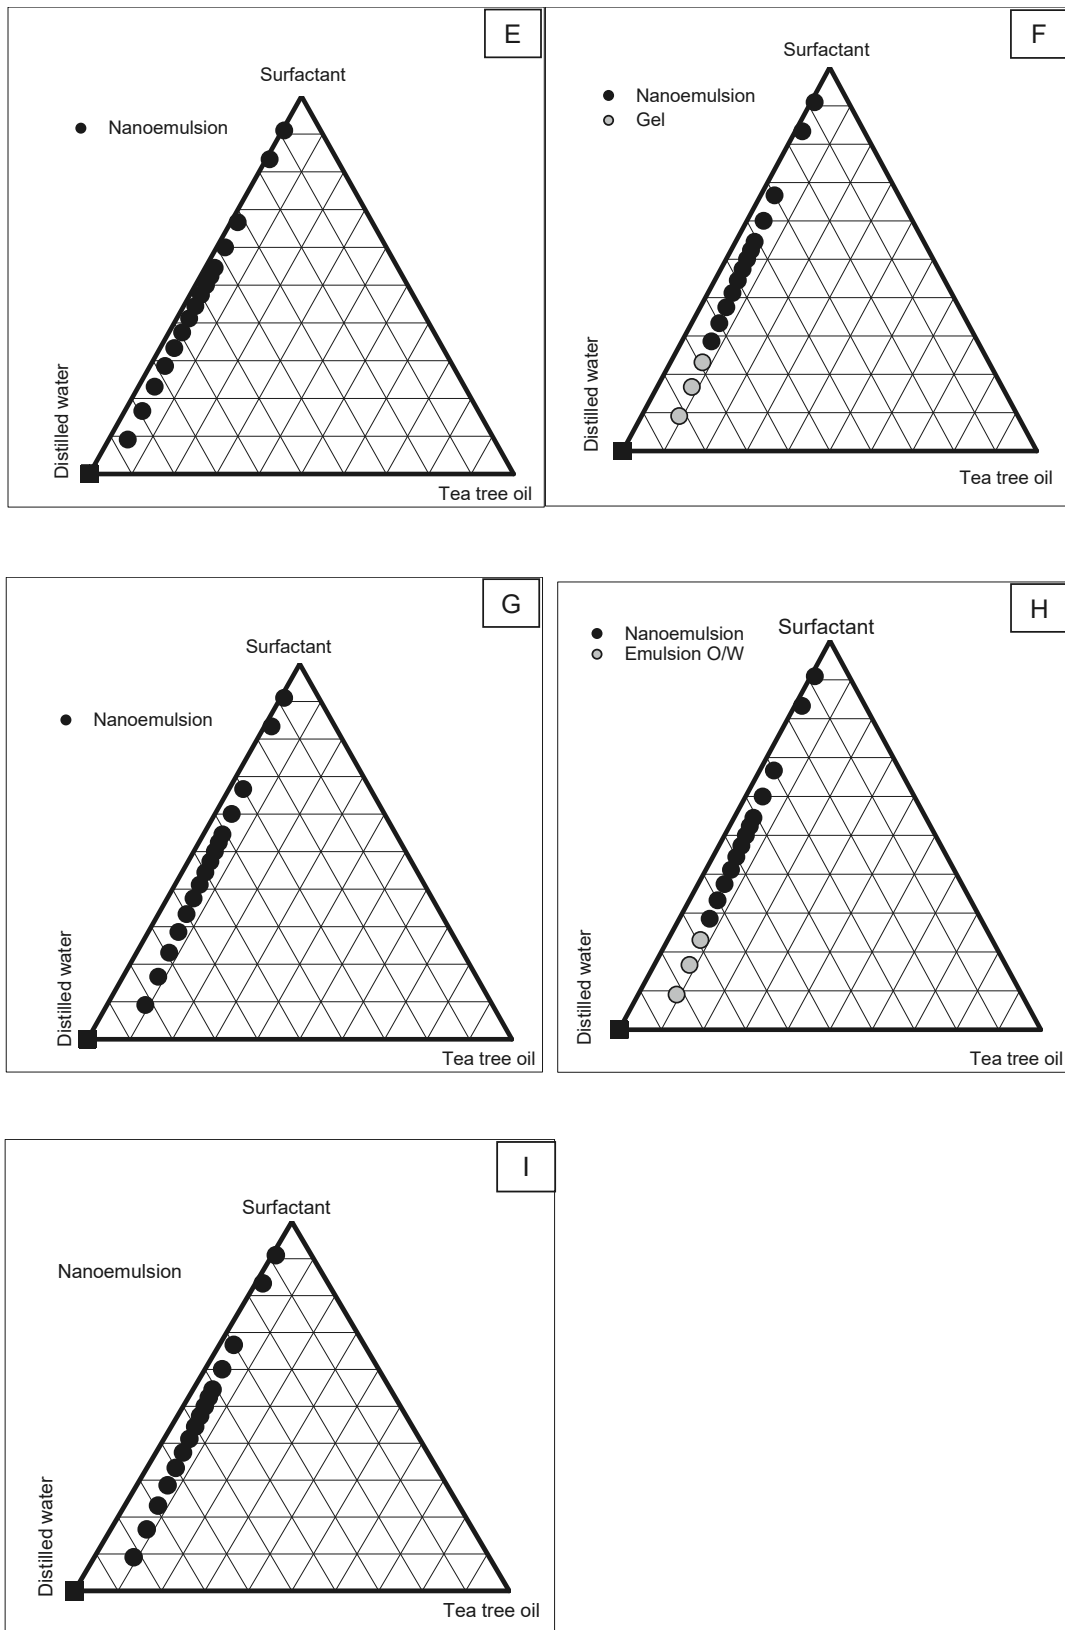 E
Surfactant
Nanoemulsion
Distilled water
Tea tree oil
F
Surfactant
Nanoemulsion
Gel
Distilled water
Tea tree oil
G
Surfactant
Nanoemulsion
Distilled water
Tea tree oil
H
Surfactant
Nanoemulsion
Emulsion O/W
Distilled water
Tea tree oil
I
Surfactant
Nanoemulsion
Distilled water
Tea tree oil